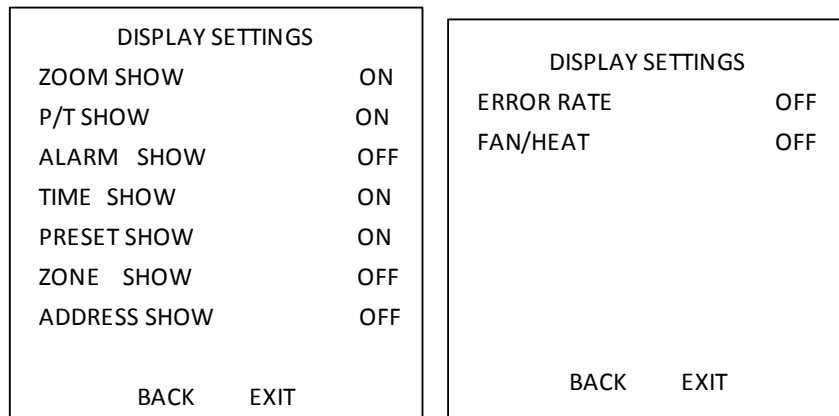 DISPLAY SETTINGS
ZOOM SHOW ON
P/T SHOW ON
ALARM SHOW OFF
TIME SHOW ON
PRESET SHOW ON
ZONE SHOW OFF
ADDRESS SHOW OFF
BACK EXIT
DISPLAY SETTINGS
ERROR RATE OFF
FAN/HEAT OFF
BACK EXIT